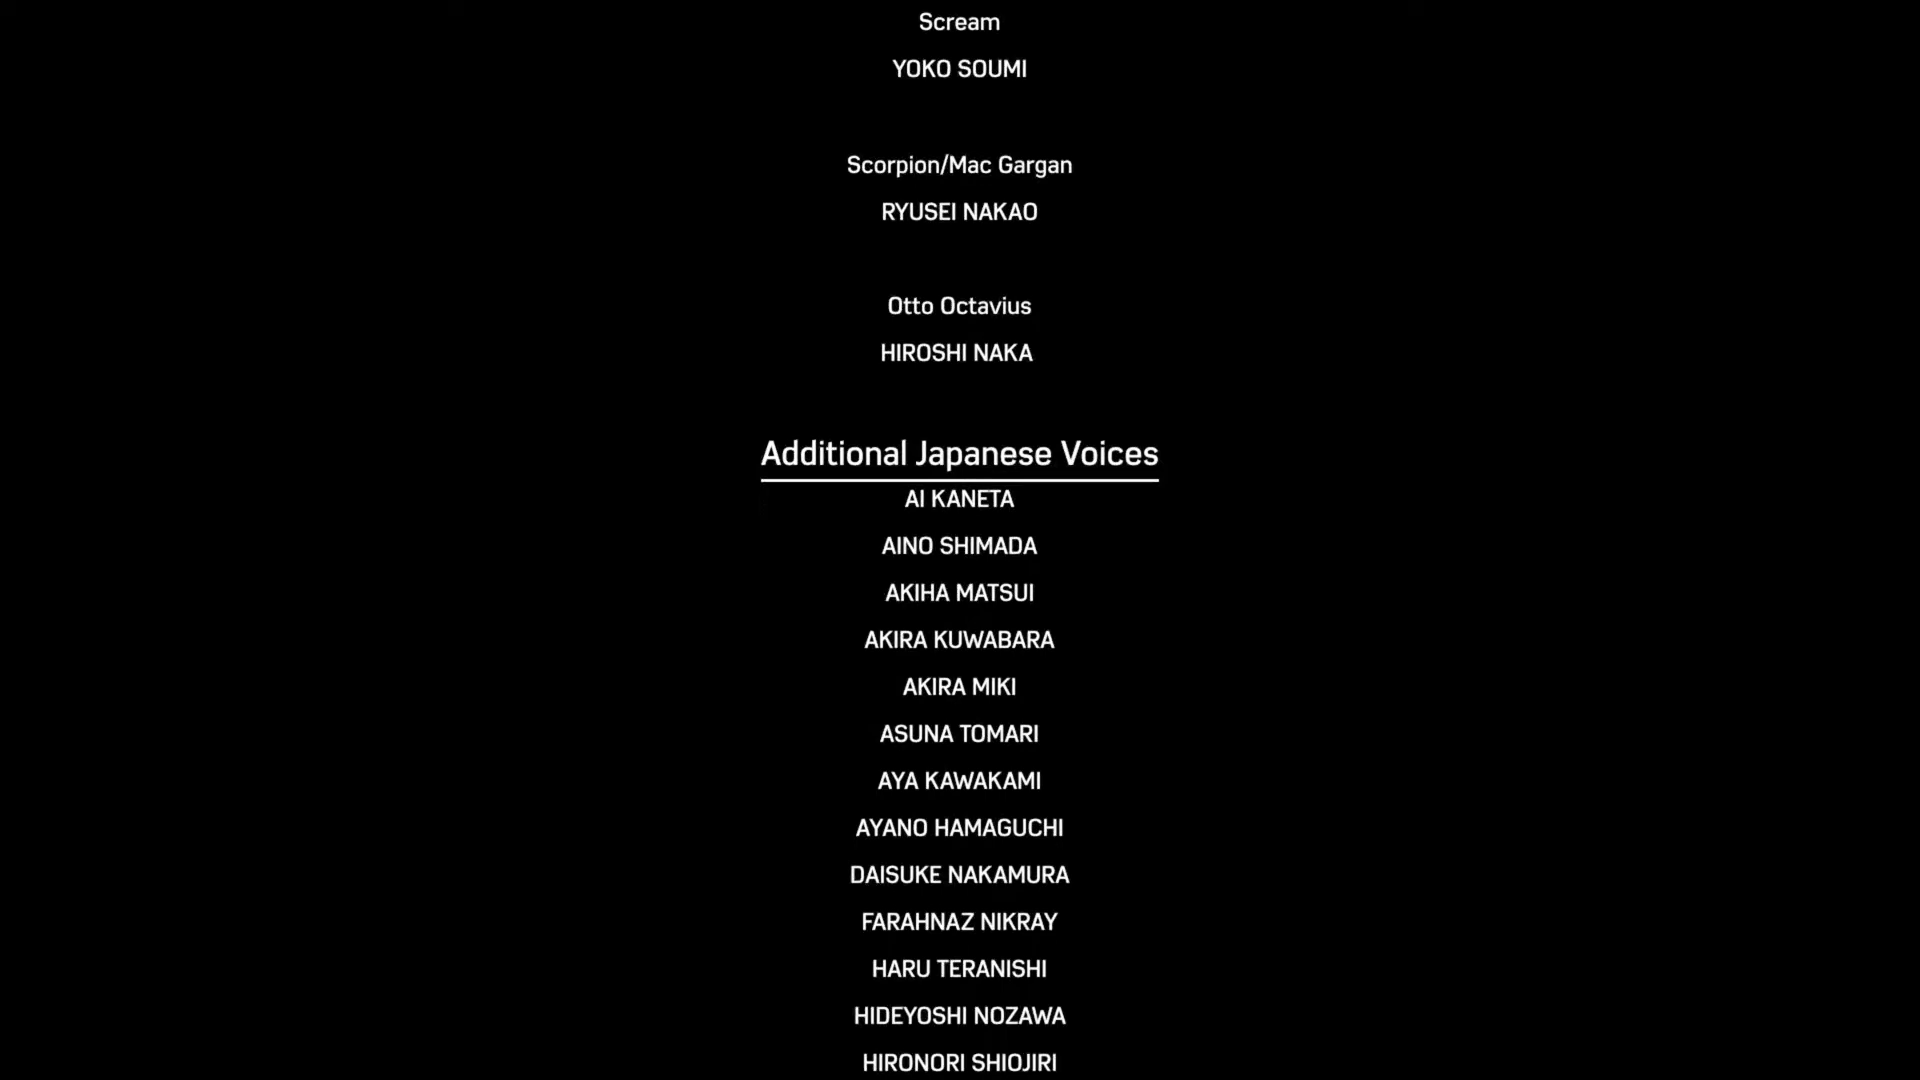 Scream
YOKO SOUMI
Scorpion/Mac Gargan
RYUSEI NAKAO
Otto Octavius
HIROSHI NAKA
Additional Japanese Voices
AI KANETA
AINO SHIMADA
AKIHA MATSUI
AKIRA KUWABARA
AKIRA MIKI
ASUNA TOMARI
AYA KAWAKAMI
AYANO HAMAGUCHI
DAISUKE NAKAMURA
FARAHNAZ NIKRAY
HARU TERANISHI
HIDEYOSHI NOZAWA
HIRONORI SHIOJIRI